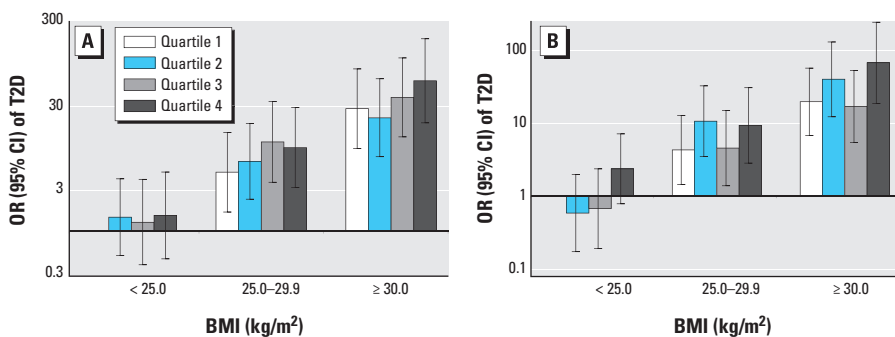 A
Quartile 1
Quartile 2
Quartile 3
Quartile 4
OR (95% CI) of T2D
300
30
3
0.3
< 25.0
25.0–29.9
≥ 30.0
BMI (kg/m²)
B
OR (95% CI) of T2D
100
10
1
0.1
< 25.0
25.0–29.9
≥ 30.0
BMI (kg/m²)